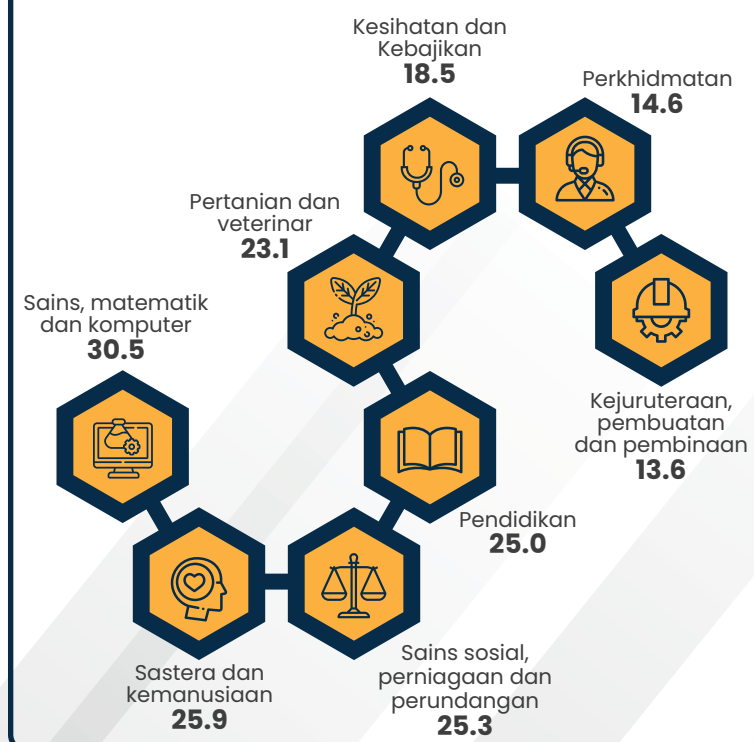 Kesihatan dan
Kebajikan
18.5
Perkhidmatan
14.6
Pertanian dan
veterinar
23.1
Sains, matematik
dan komputer
30.5
Kejuruteraan,
pembuatan
dan pembinaan
13.6
Pendidikan
25.0
Sastera dan
kemanusiaan
25.9
Sains sosial,
perniagaan dan
perundangan
25.3